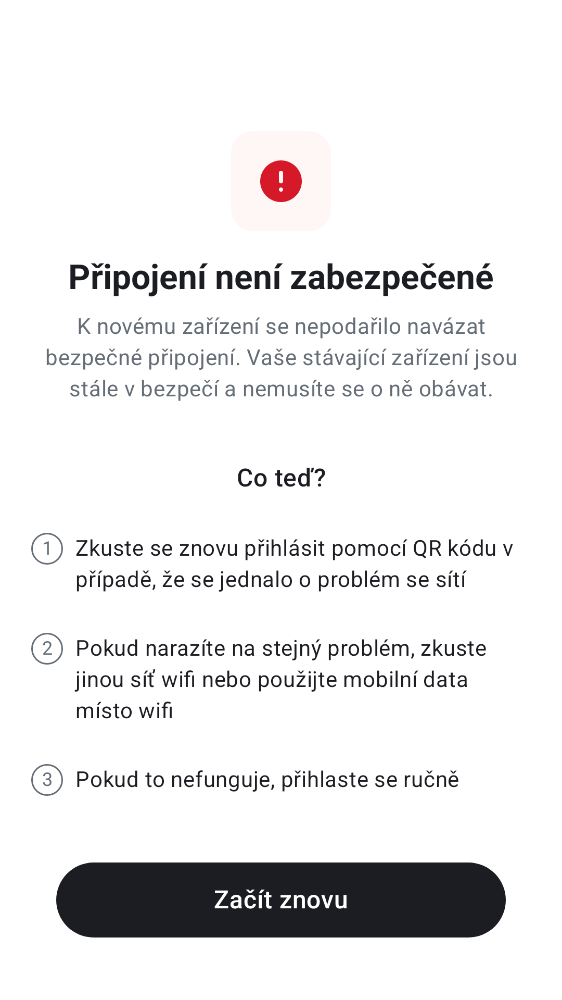 Připojení není zabezpečené
K novému zařízení se nepodařilo navázat
bezpečné připojení. Vaše stávající zařízení jsou
stále v bezpečí a nemusíte se o ně obávat.
Co teď?
1 Zkuste se znovu přihlásit pomocí QR kódu v
případě, že se jednalo o problém se sítí
2 Pokud narazíte na stejný problém, zkuste
jinou síť wifi nebo použijte mobilní data
místo wifi
3 Pokud to nefunguje, přihlaste se ručně
Začít znovu